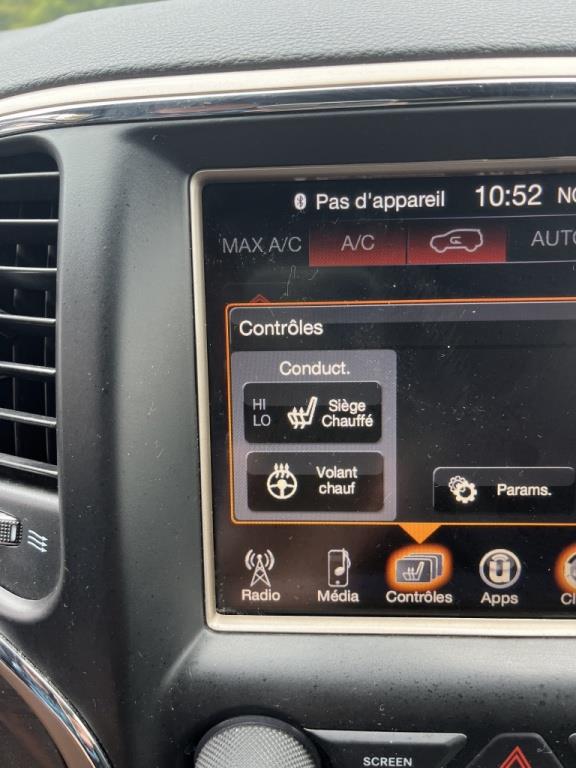 Pas d'appareil 10:52
MAX A/C A/C AUTO
Contrôles
Conduct.
HI
LO
Siège
Chauffé
Volant
chauf
Params.
Radio Média Contrôles Apps
SCREEN